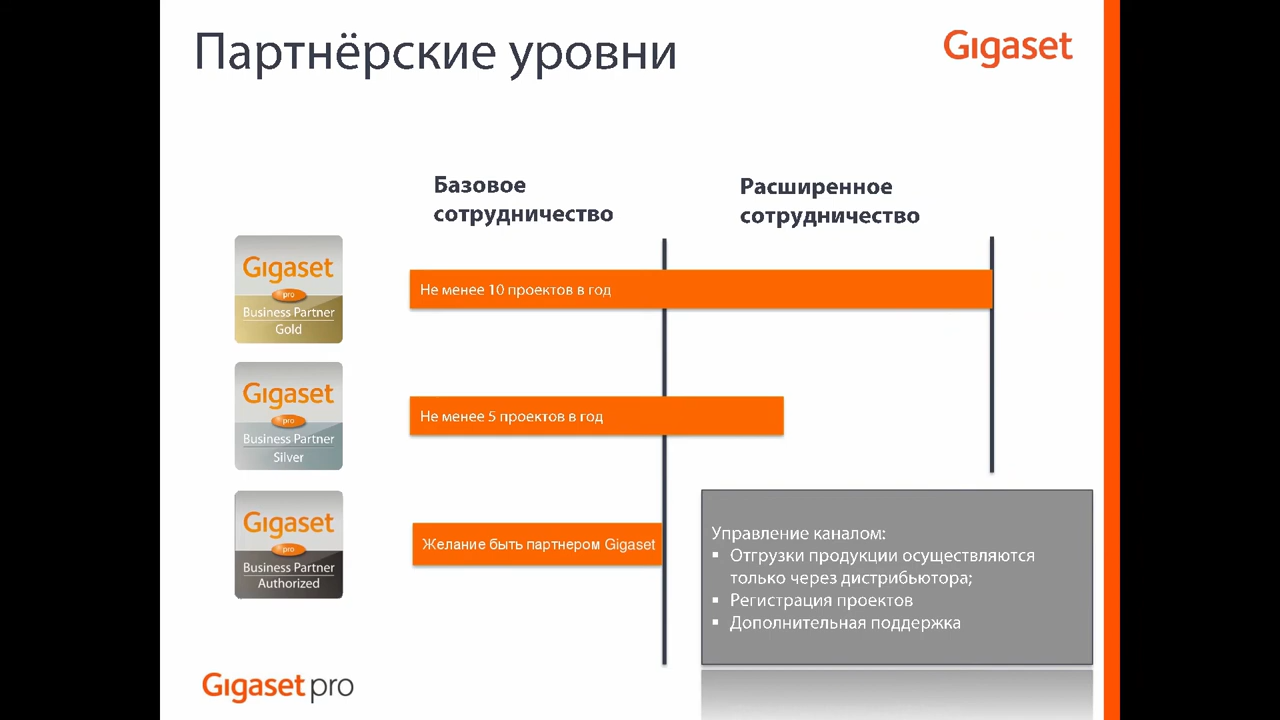 Партнёрские уровни
Gigaset
Базовое
сотрудничество
Расширенное
сотрудничество
Gigaset
pro
Business Partner
Gold
Не менее 10 проектов в год
Gigaset
pro
Business Partner
Silver
Не менее 5 проектов в год
Gigaset
pro
Business Partner
Authorized
Желание быть партнером Gigaset
Управление каналом:
▪ Отгрузки продукции осуществляются
только через дистрибьютора;
▪ Регистрация проектов
▪ Дополнительная поддержка
Gigaset pro